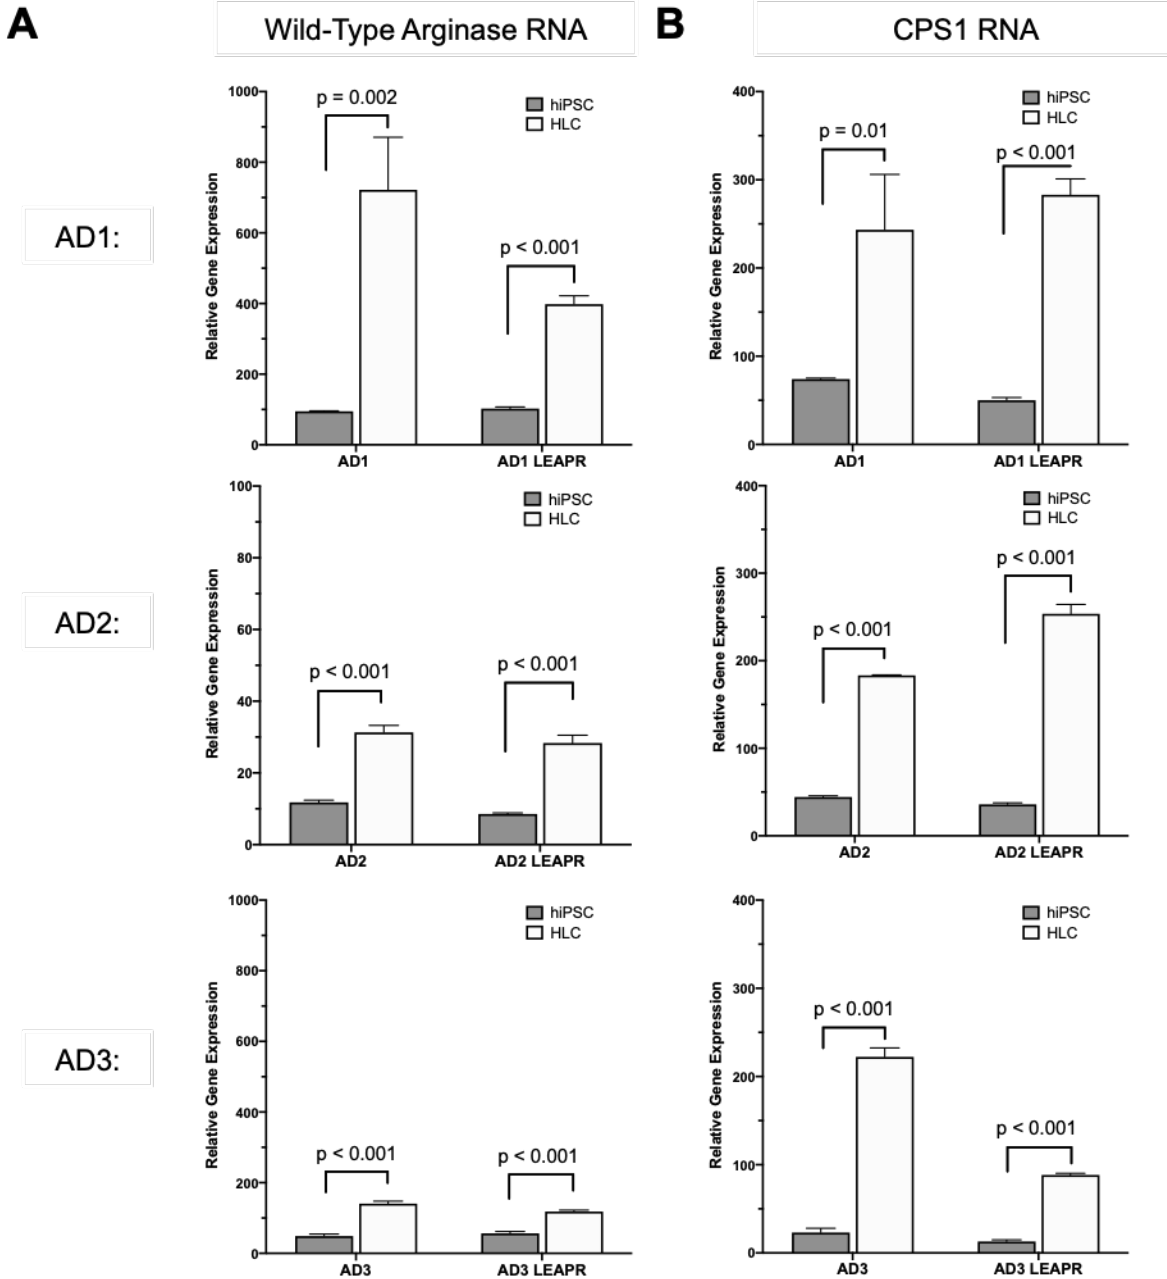 A
Wild-Type Arginase RNA
B
CPS1 RNA
AD1:
Relative Gene Expression
1000
800
600
400
200
0
p = 0.002
p < 0.001
hiPSC
HLC
AD1
AD1 LEAPR
Relative Gene Expression
400
300
200
100
0
p = 0.01
p < 0.001
hiPSC
HLC
AD1
AD1 LEAPR
AD2:
Relative Gene Expression
100
80
60
40
20
0
p < 0.001
p < 0.001
hiPSC
HLC
AD2
AD2 LEAPR
Relative Gene Expression
400
300
200
100
0
p < 0.001
p < 0.001
hiPSC
HLC
AD2
AD2 LEAPR
AD3:
Relative Gene Expression
1000
800
600
400
200
0
p < 0.001
p < 0.001
hiPSC
HLC
AD3
AD3 LEAPR
Relative Gene Expression
400
300
200
100
0
p < 0.001
p < 0.001
hiPSC
HLC
AD3
AD3 LEAPR